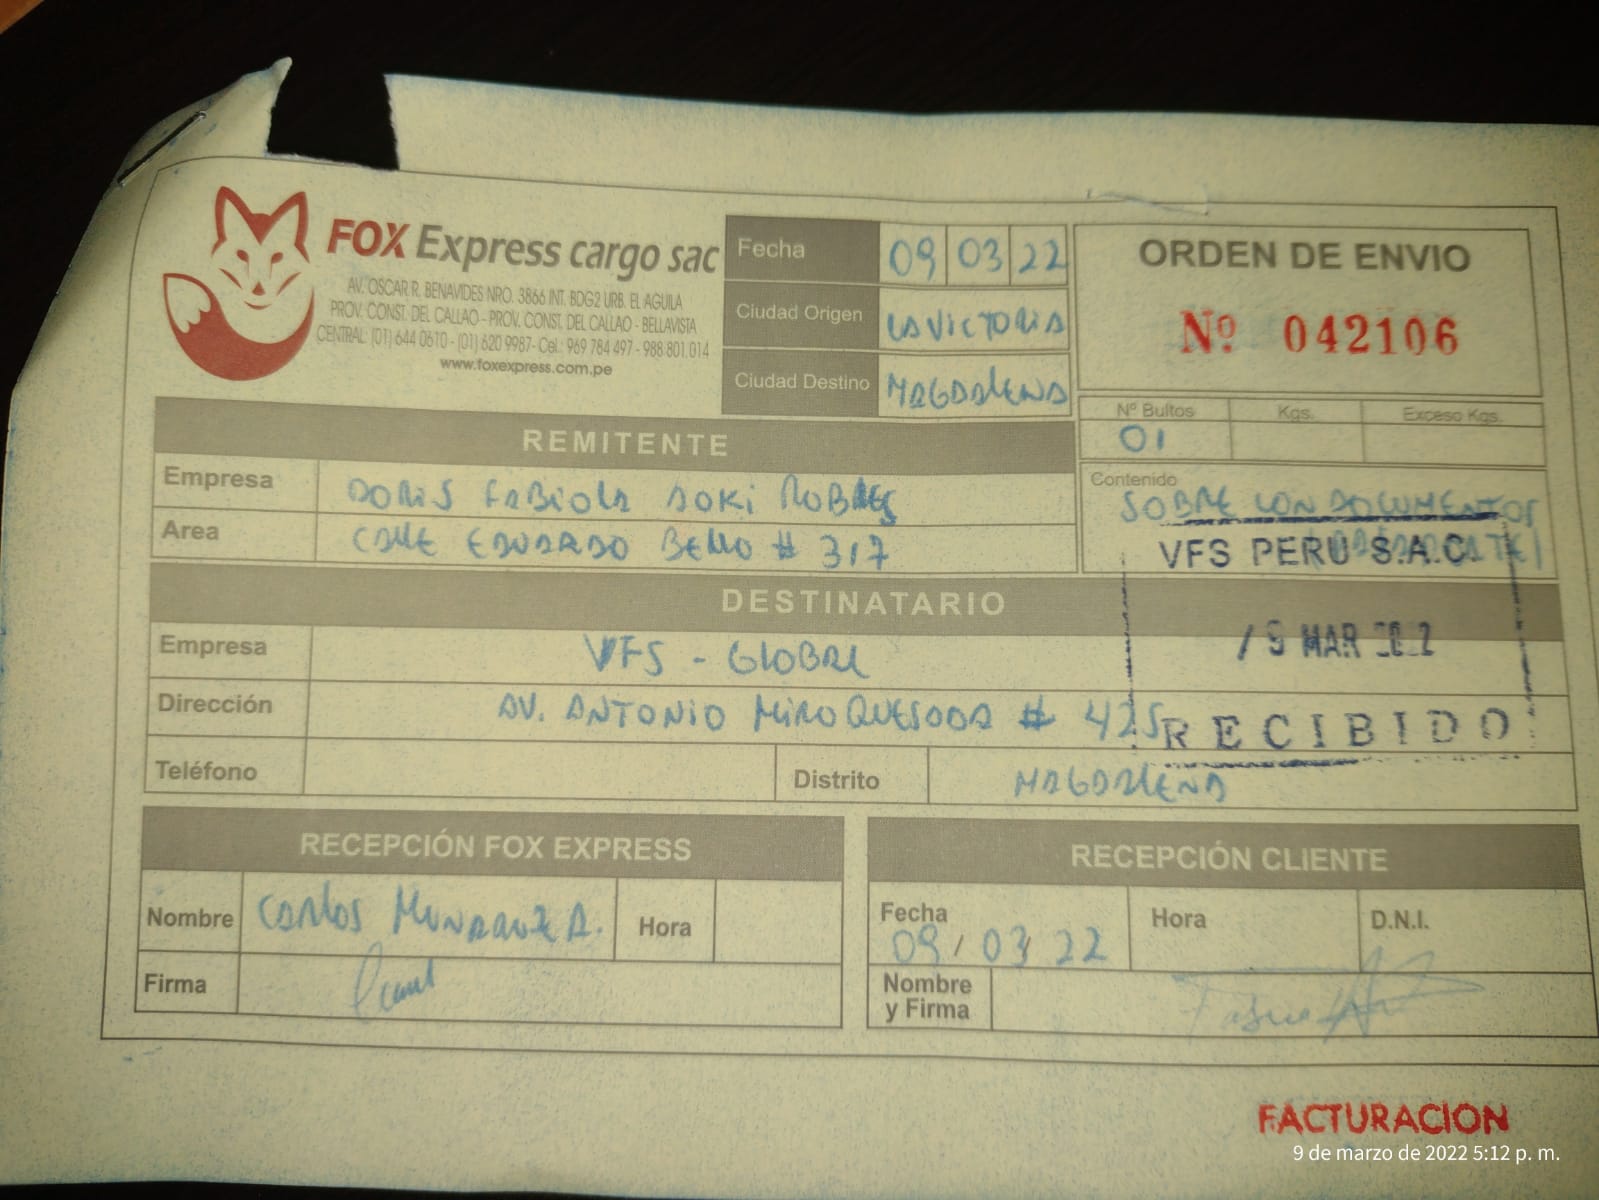 FOX Express cargo sac
AV. OSCAR R. BENAVIDES NRO. 3866 INT. BDG2 URB. EL AGUILA
PROV. CONST. DEL CALLAO - PROV. CONST. DEL CALLAO - BELLAVISTA
CENTRAL: (01) 644 0610 - (01) 620 9987- Cel.: 969 784 497 - 988 801 014
www.foxexpress.com.pe
Fecha 09 03 22
Ciudad Origen LA VICTORIA
Ciudad Destino MAGDALENA
ORDEN DE ENVIO
Nº 042106
Nº Bultos Kgs. Exceso Kgs.
01
Contenido
SOBRE CON DOCUMENTOS
REMITENTE
Empresa DORIS FABIOLA AOKI ROBLES
Area CALLE EDUARDO BELLO # 317
VFS PERU S.A.C.
9 MAR
RECIBIDO
DESTINATARIO
Empresa VFS - GLOBAL
Dirección AV. ANTONIO MIROQUESADA # 425
Teléfono
Distrito MAGDALENA
RECEPCIÓN FOX EXPRESS
Nombre CARLOS
Hora
Firma
RECEPCIÓN CLIENTE
Fecha 09/03/22
Hora
D.N.I.
Nombre
y Firma
FACTURACION
9 de marzo de 2022 5:12 p. m.